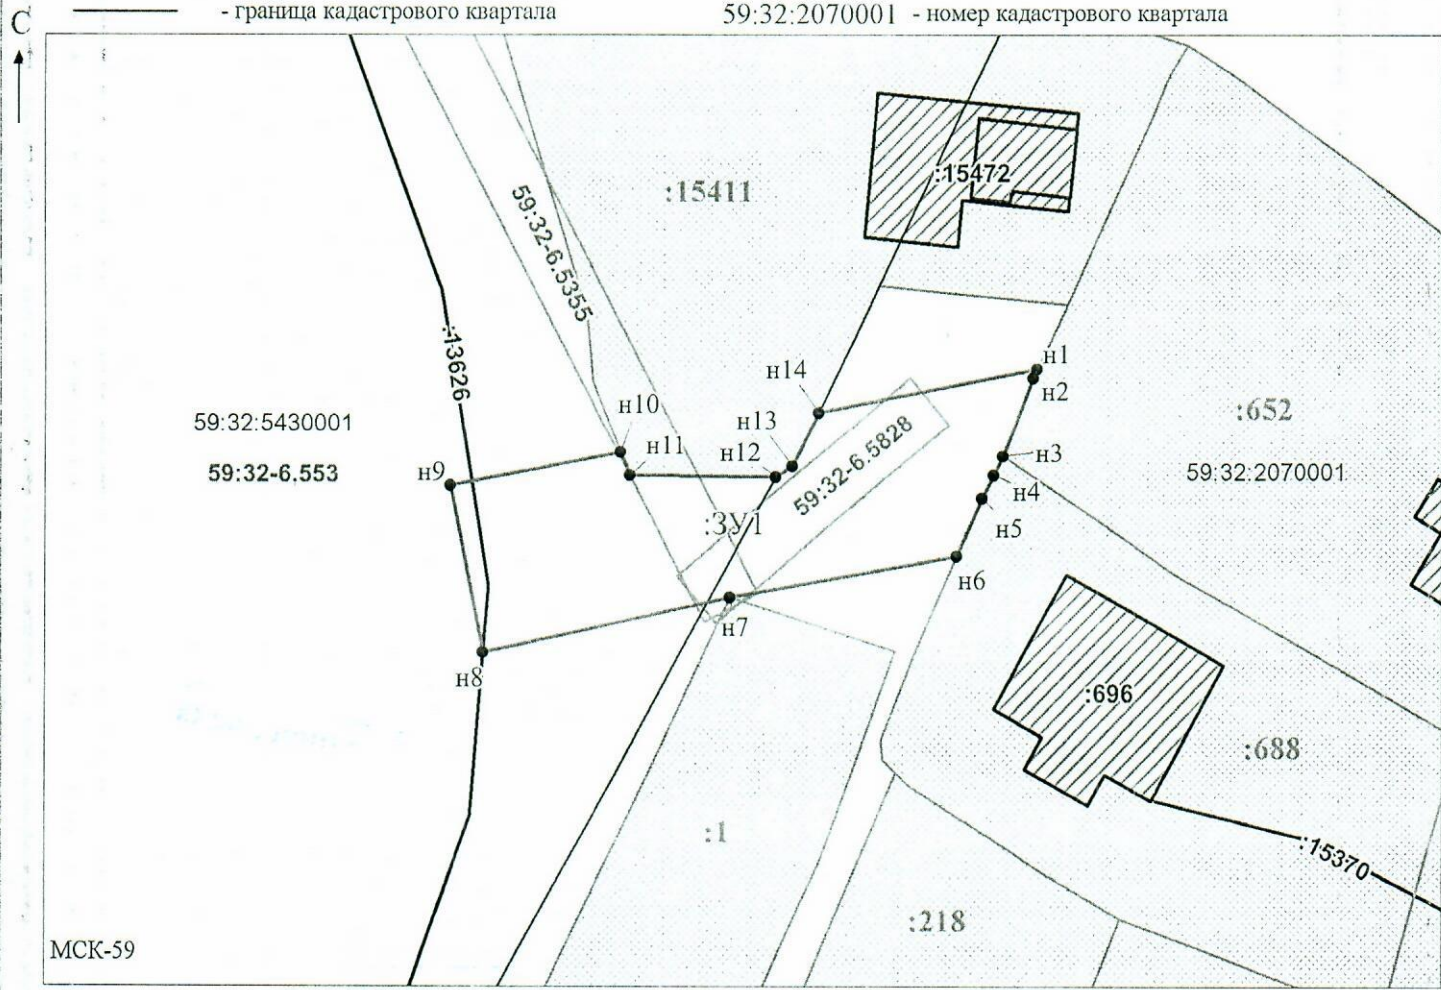 - граница кадастрового квартала
59:32:2070001 - номер кадастрового квартала
С
:15411
:15472
59:32-6.5355
:13626
н1
н2
н14
:652
59:32:5430001
н10
н13
59:32-6.5828
н3
59:32-6.553
н9
н11
н12
н4
59:32:2070001
:ЗУ1
н5
н6
н7
н8
:696
:688
:1
:15370
:218
МСК-59